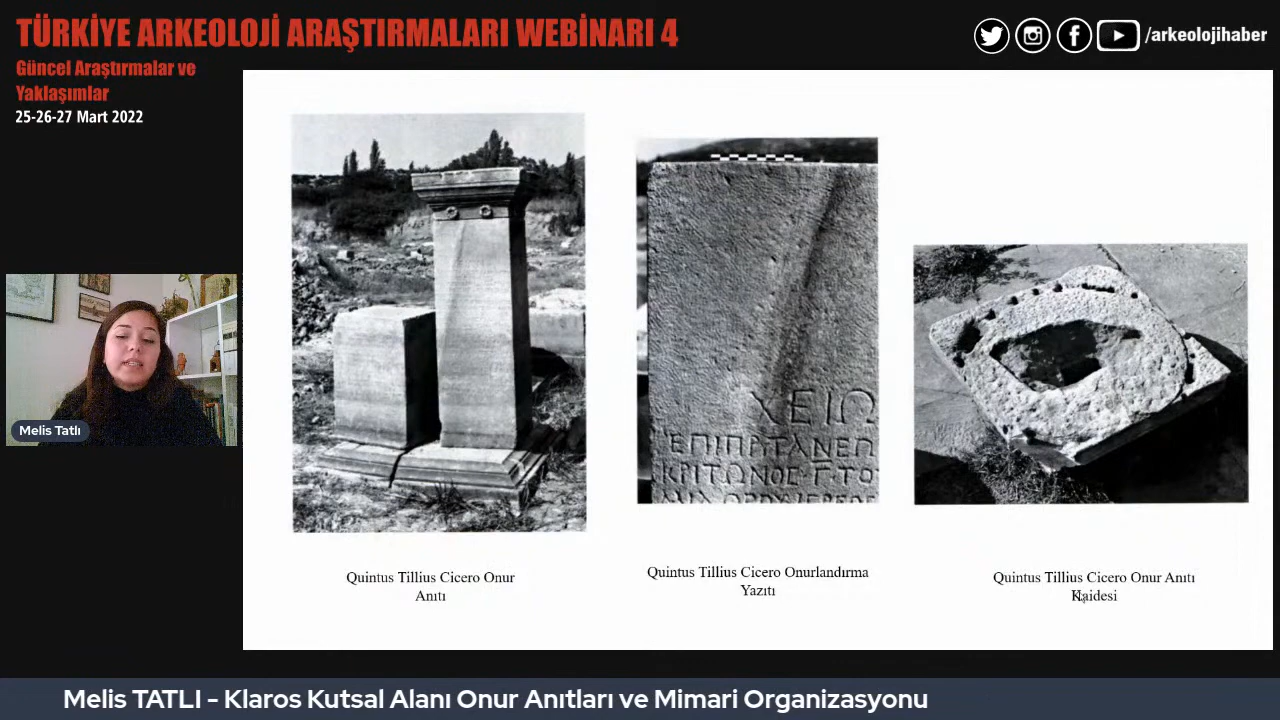 TÜRKİYE ARKEOLOJİ ARAŞTIRMALARI WEBİNARI 4
Güncel Araştırmalar ve
Yaklaşımlar
25-26-27 Mart 2022
/arkeolojihaber
Melis Tatlı
ΧΕΙΩ
ΕΠΙΠΡΥΤΑΝΕΩ
ΚΡΙΤΩΝΟΣ Γ ΤΟ
Quintus Tillius Cicero Onur
Anıtı
Quintus Tillius Cicero Onurlandırma
Yazıtı
Quintus Tillius Cicero Onur Anıtı
Kaidesi
Melis TATLI - Klaros Kutsal Alanı Onur Anıtları ve Mimari Organizasyonu